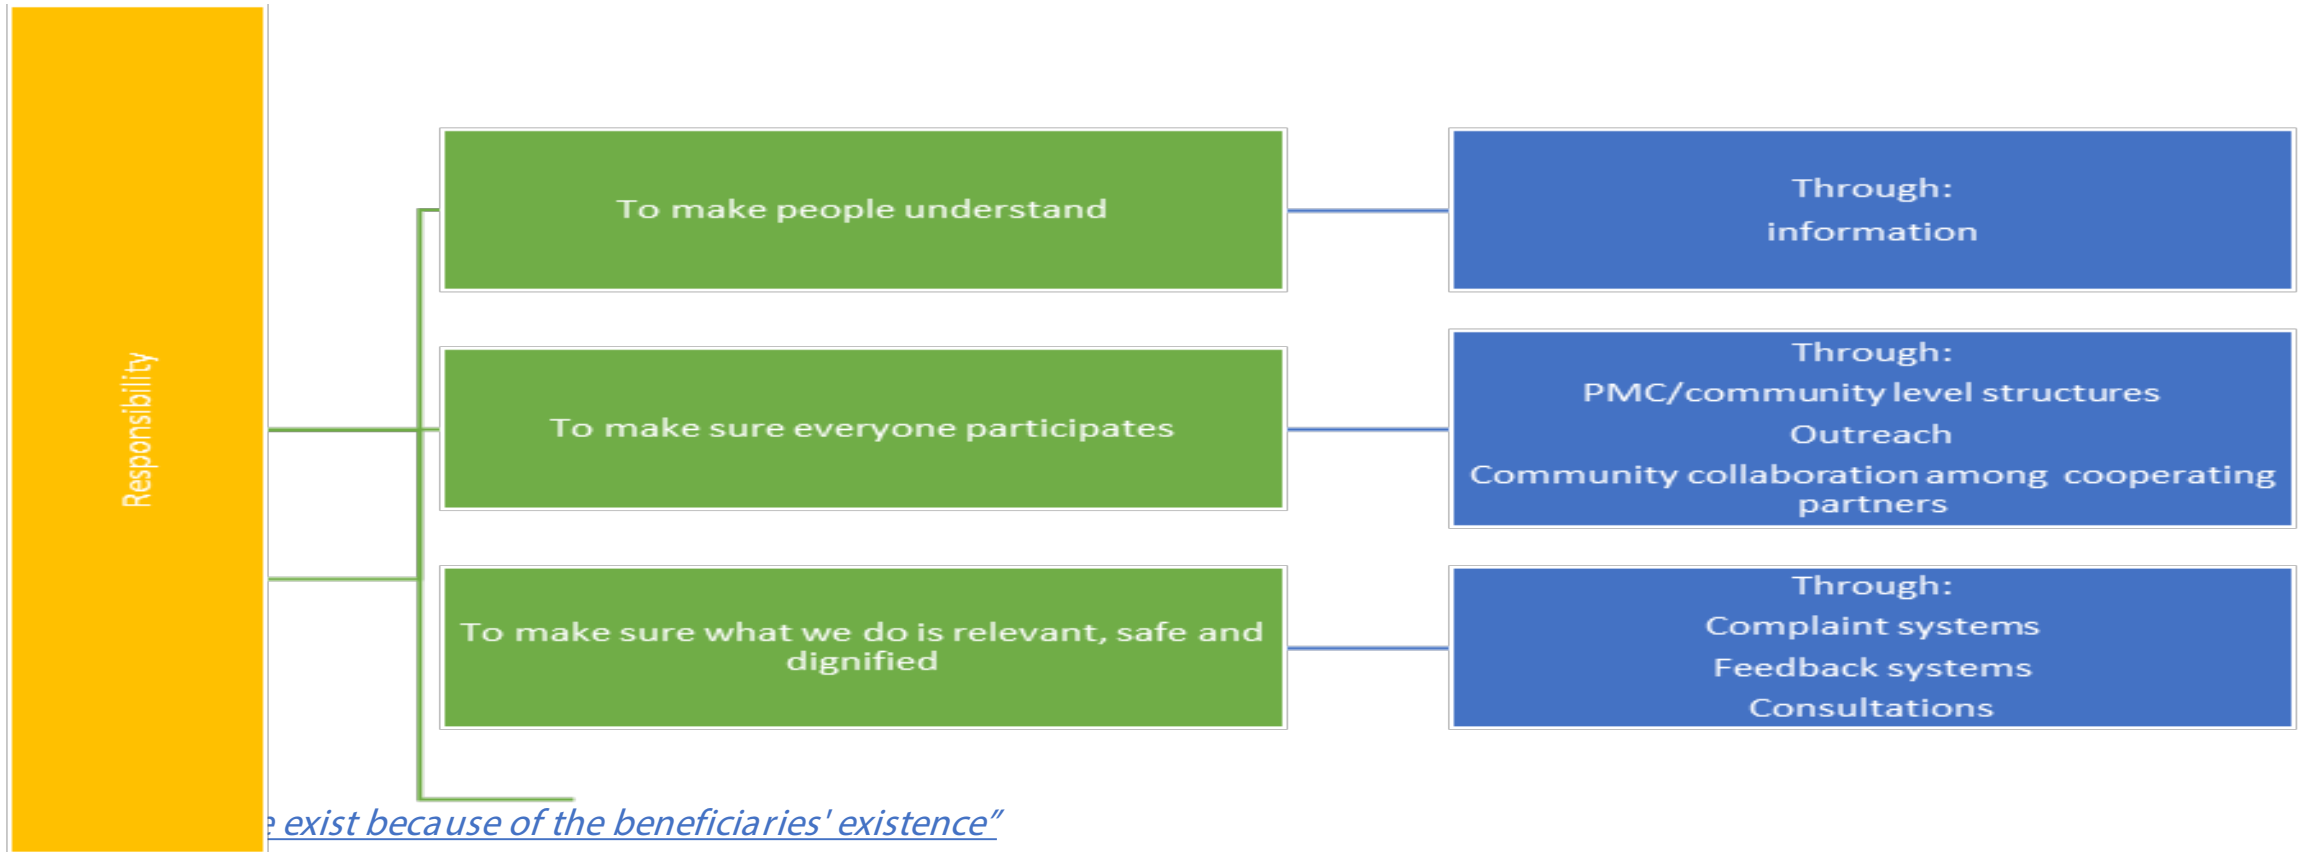 Responsibility
To make people understand
Through:
information
To make sure everyone participates
Through:
PMC/community level structures
Outreach
Community collaboration among cooperating
partners
To make sure what we do is relevant, safe and
dignified
Through:
Complaint systems
Feedback systems
Consultations
exist because of the beneficiaries' existence”